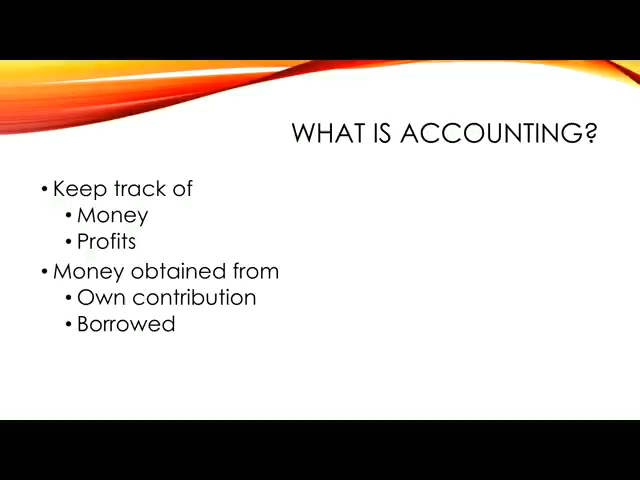 WHAT IS ACCOUNTING?
• Keep track of
• Money
• Profits
• Money obtained from
• Own contribution
• Borrowed